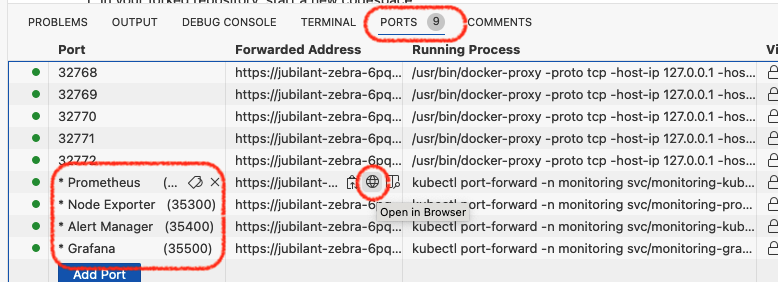 PROBLEMS OUTPUT DEBUG CONSOLE TERMINAL PORTS 9 COMMENTS
Port Forwarded Address Running Process Vi
32768 https://jubilant-zebra-6pq... /usr/bin/docker-proxy -proto tcp -host-ip 127.0.0.1 -hos...
32769 https://jubilant-zebra-6pq... /usr/bin/docker-proxy -proto tcp -host-ip 127.0.0.1 -hos...
32770 https://jubilant-zebra-6pq... /usr/bin/docker-proxy -proto tcp -host-ip 127.0.0.1 -hos...
32771 https://jubilant-zebra-6pq... /usr/bin/docker-proxy -proto tcp -host-ip 127.0.0.1 -hos...
32772 https://jubilant-zebra-6pq... /usr/bin/docker-proxy -proto tcp -host-ip 127.0.0.1 -hos...
* Prometheus (... https://jubilant-... kubectl port-forward -n monitoring svc/monitoring-kub...
* Node Exporter (35300) https://jubilant-zebra-6pq... kubectl port-forward -n monitoring svc/monitoring-pro...
Open in Browser
* Alert Manager (35400) https://jubilant-zebra-6pq... kubectl port-forward -n monitoring svc/monitoring-kub...
* Grafana (35500) https://jubilant-zebra-6pq... kubectl port-forward -n monitoring svc/monitoring-gra...
Add Port